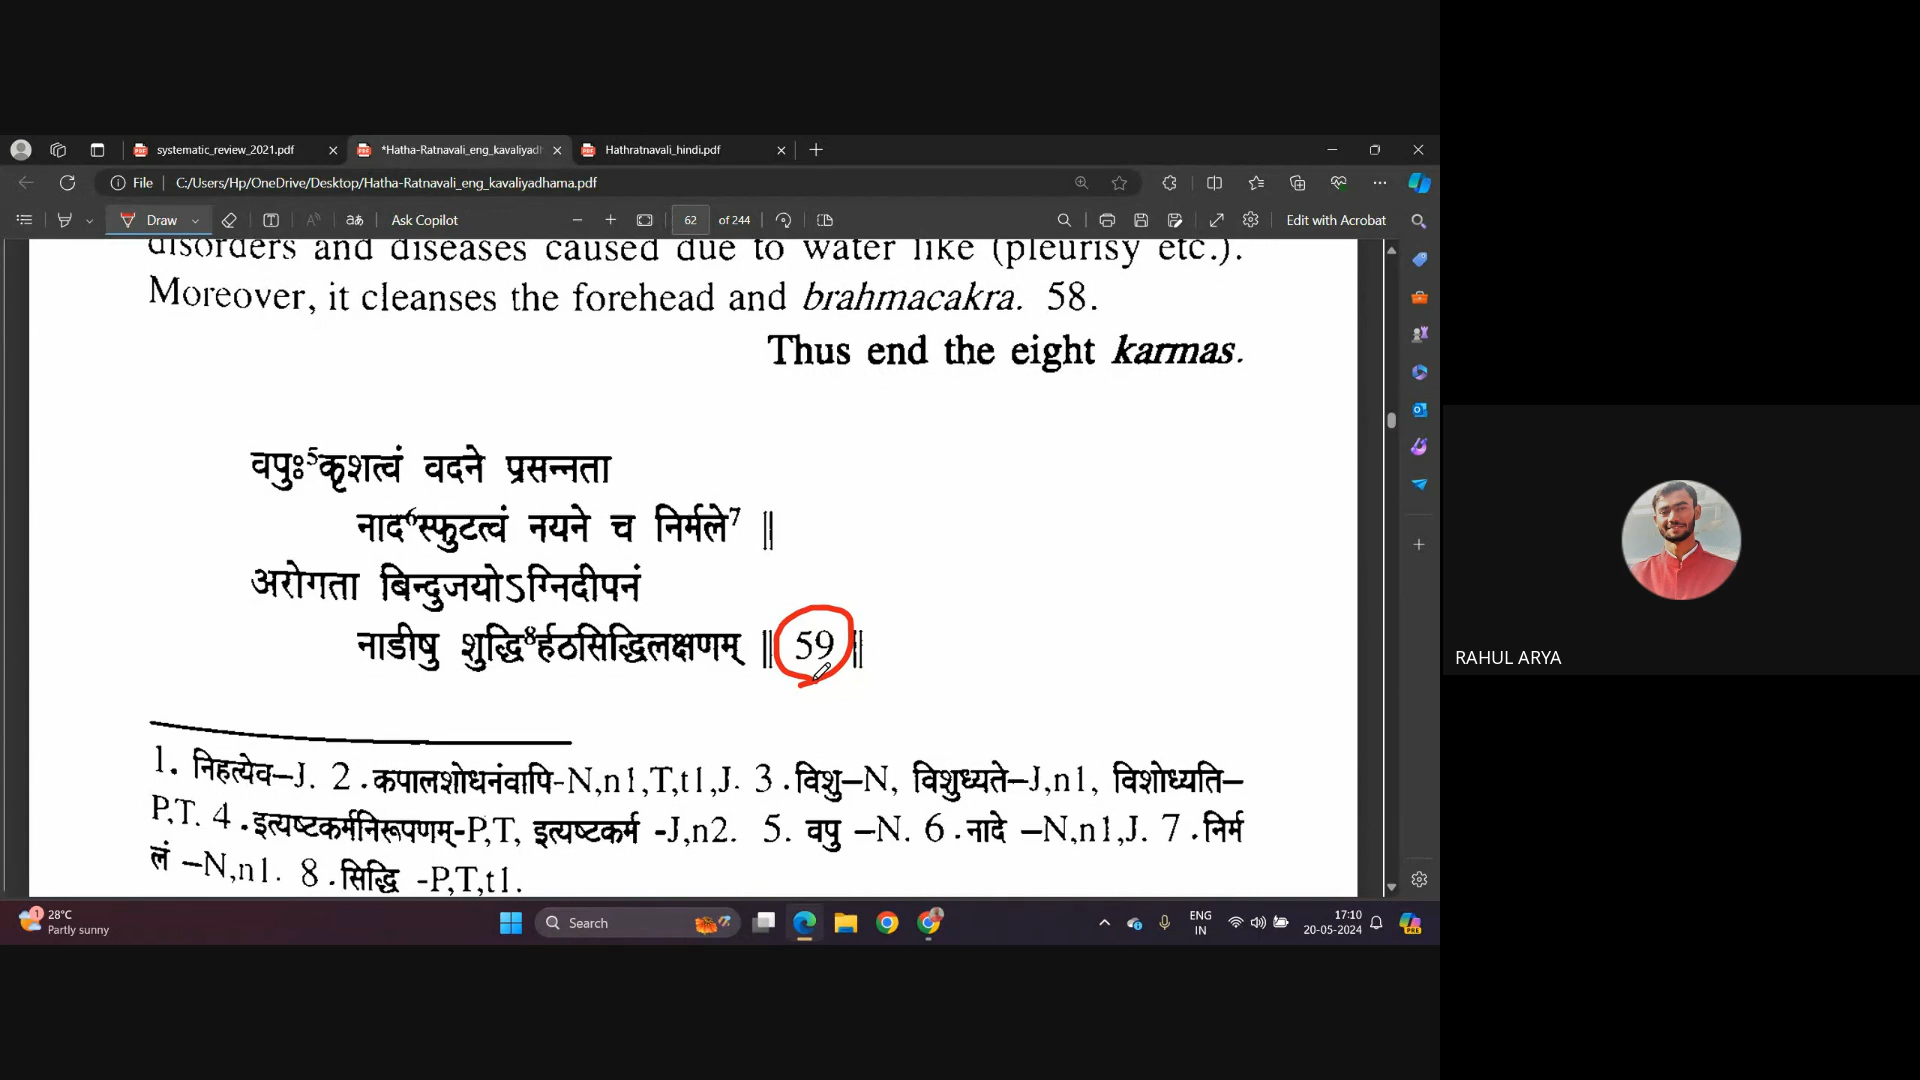 systematic_review_2021.pdf
*Hatha-Ratnavali_eng_kavaliyadh
Hathratnavali_hindi.pdf
File C:/Users/Hp/OneDrive/Desktop/Hatha-Ratnavali_eng_kavaliyadhama.pdf
Draw aあ Ask Copilot 62 of 244 Edit with Acrobat
disorders and diseases caused due to water like (pleurisy etc.).
Moreover, it cleanses the forehead and brahmacakra. 58.
Thus end the eight karmas.
वपुः⁵कृशत्वं वदने प्रसन्नता
नाद⁶स्फुटत्वं नयने च निर्मले⁷ ||
अरोगता बिन्दुजयोऽग्निदीपनं
नाडीषु शुद्धि⁸र्हठसिद्धिलक्षणम् || 59 ||
1. निहत्येव–J. 2.कपालशोधनंवापि-N,n1,T,t1,J. 3.विशु–N, विशुध्यते–J,n1, विशोध्यति–
P,T. 4.इत्यष्टकर्मनिरूपणम्-P,T, इत्यष्टकर्म -J,n2. 5. वपु –N. 6.नादे –N,n1,J. 7.निर्म
लं –N,n1. 8.सिद्धि -P,T,t1.
RAHUL ARYA
1
28°C
Partly sunny
Search
ENG
IN
17:10
20-05-2024
PRE